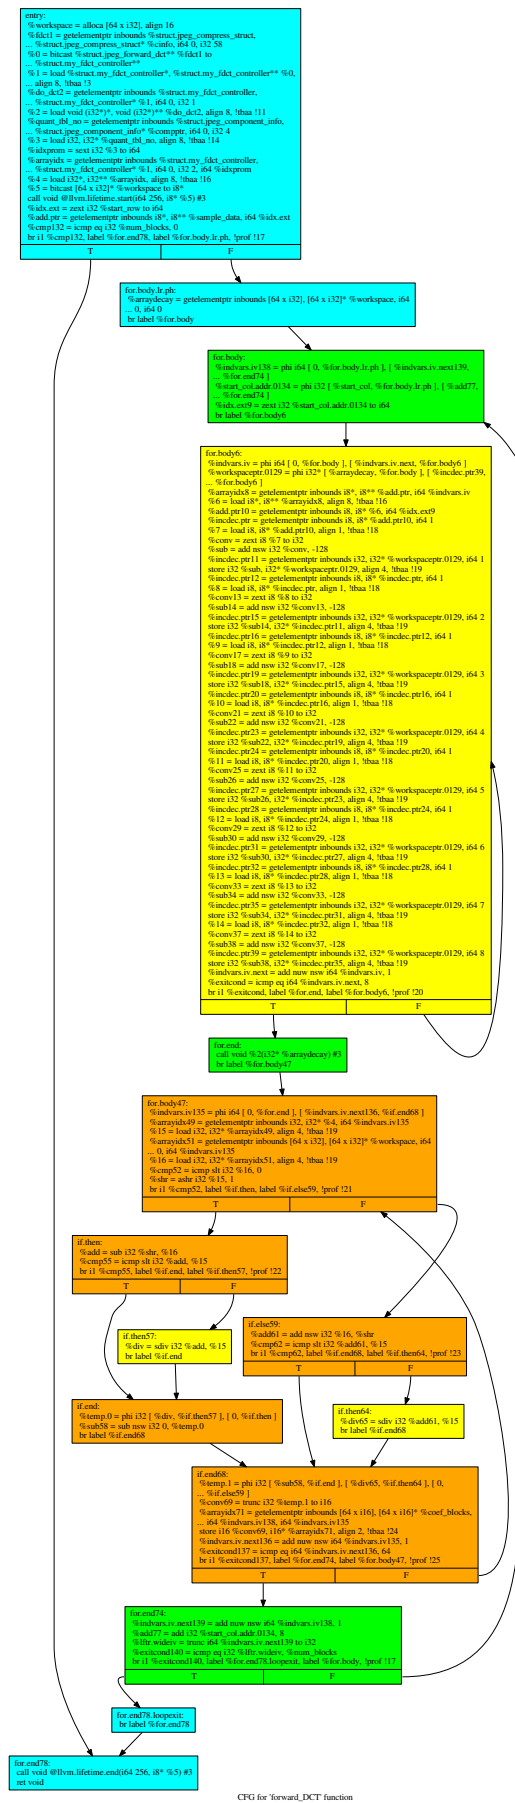 entry:
%workspace = alloca [64 x i32], align 16
%fdct1 = getelementptr inbounds %struct.jpeg_compress_struct,
... %struct.jpeg_compress_struct* %cinfo, i64 0, i32 58
%0 = bitcast %struct.jpeg_forward_dct** %fdct1 to
... %struct.my_fdct_controller**
%1 = load %struct.my_fdct_controller*, %struct.my_fdct_controller** %0,
... align 8, !tbaa !3
%do_dct2 = getelementptr inbounds %struct.my_fdct_controller,
... %struct.my_fdct_controller* %1, i64 0, i32 1
%2 = load void (i32*)*, void (i32*)** %do_dct2, align 8, !tbaa !11
%quant_tbl_no = getelementptr inbounds %struct.jpeg_component_info,
... %struct.jpeg_component_info* %compptr, i64 0, i32 4
%3 = load i32, i32* %quant_tbl_no, align 8, !tbaa !14
%idxprom = sext i32 %3 to i64
%arrayidx = getelementptr inbounds %struct.my_fdct_controller,
... %struct.my_fdct_controller* %1, i64 0, i32 2, i64 %idxprom
%4 = load i32*, i32** %arrayidx, align 8, !tbaa !16
%5 = bitcast [64 x i32]* %workspace to i8*
call void @llvm.lifetime.start(i64 256, i8* %5) #3
%idx.ext = zext i32 %start_row to i64
%add.ptr = getelementptr inbounds i8*, i8** %sample_data, i64 %idx.ext
%cmp132 = icmp eq i32 %num_blocks, 0
br i1 %cmp132, label %for.end78, label %for.body.lr.ph, !prof !17
T F
for.body.lr.ph:
%arraydecay = getelementptr inbounds [64 x i32], [64 x i32]* %workspace, i64
... 0, i64 0
br label %for.body
for.body:
%indvars.iv138 = phi i64 [ 0, %for.body.lr.ph ], [ %indvars.iv.next139,
... %for.end74 ]
%start_col.addr.0134 = phi i32 [ %start_col, %for.body.lr.ph ], [ %add77,
... %for.end74 ]
%idx.ext9 = zext i32 %start_col.addr.0134 to i64
br label %for.body6
for.body6:
%indvars.iv = phi i64 [ 0, %for.body ], [ %indvars.iv.next, %for.body6 ]
%workspaceptr.0129 = phi i32* [ %arraydecay, %for.body ], [ %incdec.ptr39,
... %for.body6 ]
%arrayidx8 = getelementptr inbounds i8*, i8** %add.ptr, i64 %indvars.iv
%6 = load i8*, i8** %arrayidx8, align 8, !tbaa !16
%add.ptr10 = getelementptr inbounds i8, i8* %6, i64 %idx.ext9
%incdec.ptr = getelementptr inbounds i8, i8* %add.ptr10, i64 1
%7 = load i8, i8* %add.ptr10, align 1, !tbaa !18
%conv = zext i8 %7 to i32
%sub = add nsw i32 %conv, -128
%incdec.ptr11 = getelementptr inbounds i32, i32* %workspaceptr.0129, i64 1
store i32 %sub, i32* %workspaceptr.0129, align 4, !tbaa !19
%incdec.ptr12 = getelementptr inbounds i8, i8* %incdec.ptr, i64 1
%8 = load i8, i8* %incdec.ptr, align 1, !tbaa !18
%conv13 = zext i8 %8 to i32
%sub14 = add nsw i32 %conv13, -128
%incdec.ptr15 = getelementptr inbounds i32, i32* %workspaceptr.0129, i64 2
store i32 %sub14, i32* %incdec.ptr11, align 4, !tbaa !19
%incdec.ptr16 = getelementptr inbounds i8, i8* %incdec.ptr12, i64 1
%9 = load i8, i8* %incdec.ptr12, align 1, !tbaa !18
%conv17 = zext i8 %9 to i32
%sub18 = add nsw i32 %conv17, -128
%incdec.ptr19 = getelementptr inbounds i32, i32* %workspaceptr.0129, i64 3
store i32 %sub18, i32* %incdec.ptr15, align 4, !tbaa !19
%incdec.ptr20 = getelementptr inbounds i8, i8* %incdec.ptr16, i64 1
%10 = load i8, i8* %incdec.ptr16, align 1, !tbaa !18
%conv21 = zext i8 %10 to i32
%sub22 = add nsw i32 %conv21, -128
%incdec.ptr23 = getelementptr inbounds i32, i32* %workspaceptr.0129, i64 4
store i32 %sub22, i32* %incdec.ptr19, align 4, !tbaa !19
%incdec.ptr24 = getelementptr inbounds i8, i8* %incdec.ptr20, i64 1
%11 = load i8, i8* %incdec.ptr20, align 1, !tbaa !18
%conv25 = zext i8 %11 to i32
%sub26 = add nsw i32 %conv25, -128
%incdec.ptr27 = getelementptr inbounds i32, i32* %workspaceptr.0129, i64 5
store i32 %sub26, i32* %incdec.ptr23, align 4, !tbaa !19
%incdec.ptr28 = getelementptr inbounds i8, i8* %incdec.ptr24, i64 1
%12 = load i8, i8* %incdec.ptr24, align 1, !tbaa !18
%conv29 = zext i8 %12 to i32
%sub30 = add nsw i32 %conv29, -128
%incdec.ptr31 = getelementptr inbounds i32, i32* %workspaceptr.0129, i64 6
store i32 %sub30, i32* %incdec.ptr27, align 4, !tbaa !19
%incdec.ptr32 = getelementptr inbounds i8, i8* %incdec.ptr28, i64 1
%13 = load i8, i8* %incdec.ptr28, align 1, !tbaa !18
%conv33 = zext i8 %13 to i32
%sub34 = add nsw i32 %conv33, -128
%incdec.ptr35 = getelementptr inbounds i32, i32* %workspaceptr.0129, i64 7
store i32 %sub34, i32* %incdec.ptr31, align 4, !tbaa !19
%14 = load i8, i8* %incdec.ptr32, align 1, !tbaa !18
%conv37 = zext i8 %14 to i32
%sub38 = add nsw i32 %conv37, -128
%incdec.ptr39 = getelementptr inbounds i32, i32* %workspaceptr.0129, i64 8
store i32 %sub38, i32* %incdec.ptr35, align 4, !tbaa !19
%indvars.iv.next = add nuw nsw i64 %indvars.iv, 1
%exitcond = icmp eq i64 %indvars.iv.next, 8
br i1 %exitcond, label %for.end, label %for.body6, !prof !20
T F
for.end:
call void %2(i32* %arraydecay) #3
br label %for.body47
for.body47:
%indvars.iv135 = phi i64 [ 0, %for.end ], [ %indvars.iv.next136, %if.end68 ]
%arrayidx49 = getelementptr inbounds i32, i32* %4, i64 %indvars.iv135
%15 = load i32, i32* %arrayidx49, align 4, !tbaa !19
%arrayidx51 = getelementptr inbounds [64 x i32], [64 x i32]* %workspace, i64
... 0, i64 %indvars.iv135
%16 = load i32, i32* %arrayidx51, align 4, !tbaa !19
%cmp52 = icmp slt i32 %16, 0
%shr = ashr i32 %15, 1
br i1 %cmp52, label %if.then, label %if.else59, !prof !21
T F
if.then:
%add = sub i32 %shr, %16
%cmp55 = icmp slt i32 %add, %15
br i1 %cmp55, label %if.end, label %if.then57, !prof !22
T F
if.else59:
%add61 = add nsw i32 %16, %shr
%cmp62 = icmp slt i32 %add61, %15
br i1 %cmp62, label %if.end68, label %if.then64, !prof !23
T F
if.then57:
%div = sdiv i32 %add, %15
br label %if.end
if.end:
%temp.0 = phi i32 [ %div, %if.then57 ], [ 0, %if.then ]
%sub58 = sub nsw i32 0, %temp.0
br label %if.end68
if.then64:
%div65 = sdiv i32 %add61, %15
br label %if.end68
if.end68:
%temp.1 = phi i32 [ %sub58, %if.end ], [ %div65, %if.then64 ], [ 0,
... %if.else59 ]
%conv69 = trunc i32 %temp.1 to i16
%arrayidx71 = getelementptr inbounds [64 x i16], [64 x i16]* %coef_blocks,
... i64 %indvars.iv138, i64 %indvars.iv135
store i16 %conv69, i16* %arrayidx71, align 2, !tbaa !24
%indvars.iv.next136 = add nuw nsw i64 %indvars.iv135, 1
%exitcond137 = icmp eq i64 %indvars.iv.next136, 64
br i1 %exitcond137, label %for.end74, label %for.body47, !prof !25
T F
for.end74:
%indvars.iv.next139 = add nuw nsw i64 %indvars.iv138, 1
%add77 = add i32 %start_col.addr.0134, 8
%lftr.wideiv = trunc i64 %indvars.iv.next139 to i32
%exitcond140 = icmp eq i32 %lftr.wideiv, %num_blocks
br i1 %exitcond140, label %for.end78.loopexit, label %for.body, !prof !17
T F
for.end78.loopexit:
br label %for.end78
for.end78:
call void @llvm.lifetime.end(i64 256, i8* %5) #3
ret void
CFG for 'forward_DCT' function